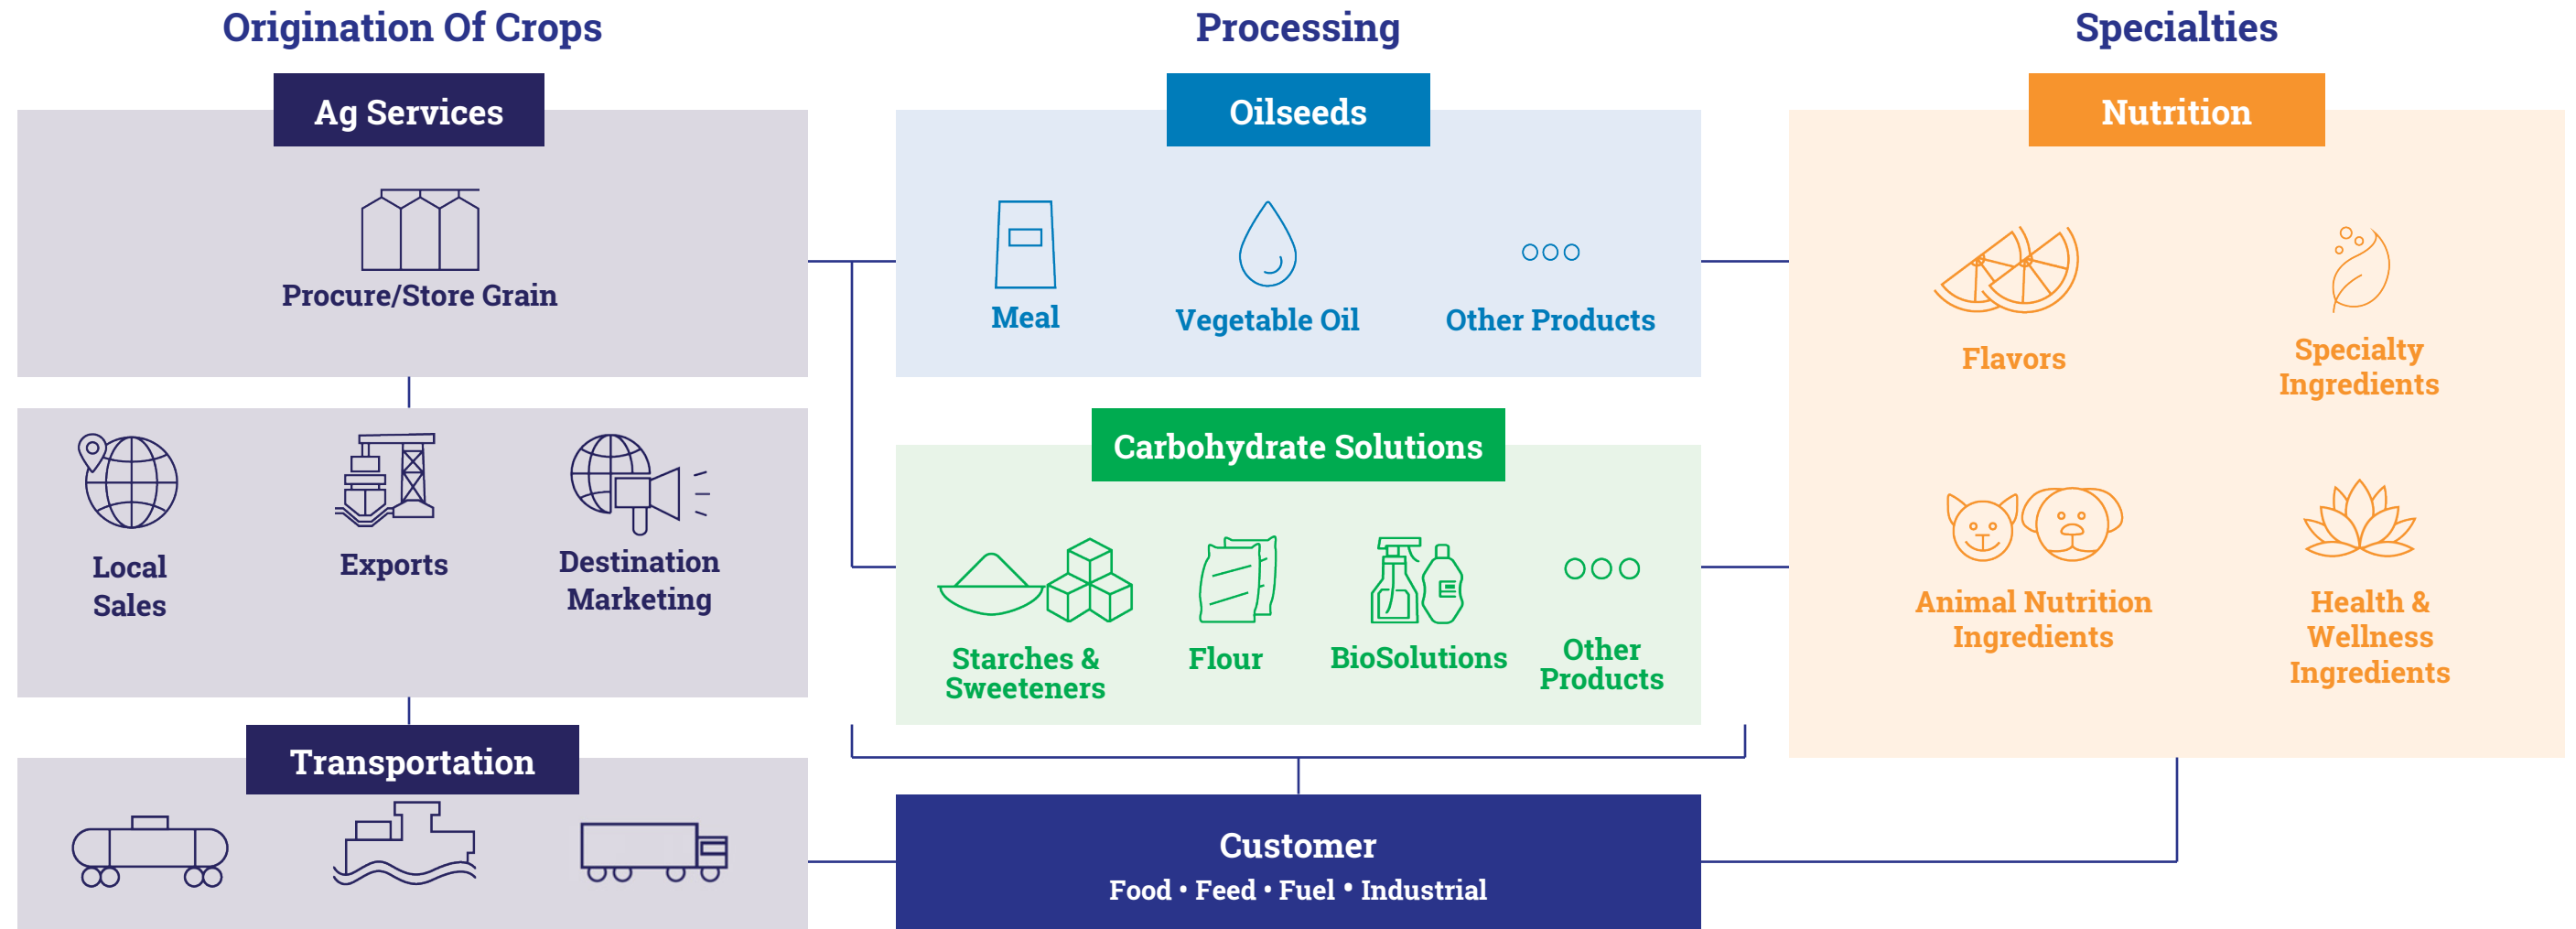 Origination Of Crops
Ag Services
Procure/Store Grain
Local
Sales
Exports
Destination
Marketing
Transportation
Processing
Oilseeds
Meal
Vegetable Oil
Other Products
Carbohydrate Solutions
Starches &
Sweeteners
Flour
BioSolutions
Other
Products
Customer
Food • Feed • Fuel • Industrial
Specialties
Nutrition
Flavors
Specialty
Ingredients
Animal Nutrition
Ingredients
Health &
Wellness
Ingredients